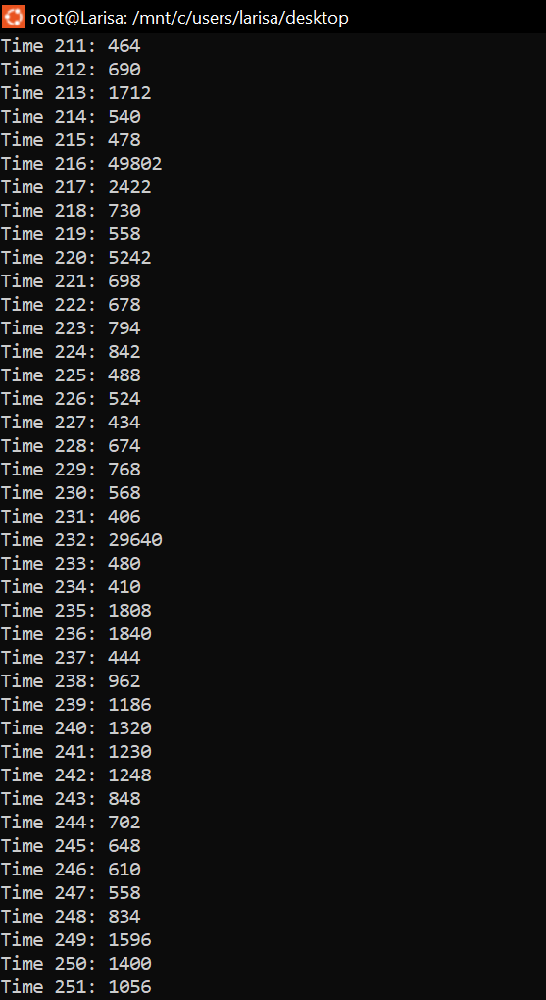 root@Larisa: /mnt/c/users/larisa/desktop
Time 211: 464
Time 212: 690
Time 213: 1712
Time 214: 540
Time 215: 478
Time 216: 49802
Time 217: 2422
Time 218: 730
Time 219: 558
Time 220: 5242
Time 221: 698
Time 222: 678
Time 223: 794
Time 224: 842
Time 225: 488
Time 226: 524
Time 227: 434
Time 228: 674
Time 229: 768
Time 230: 568
Time 231: 406
Time 232: 29640
Time 233: 480
Time 234: 410
Time 235: 1808
Time 236: 1840
Time 237: 444
Time 238: 962
Time 239: 1186
Time 240: 1320
Time 241: 1230
Time 242: 1248
Time 243: 848
Time 244: 702
Time 245: 648
Time 246: 610
Time 247: 558
Time 248: 834
Time 249: 1596
Time 250: 1400
Time 251: 1056